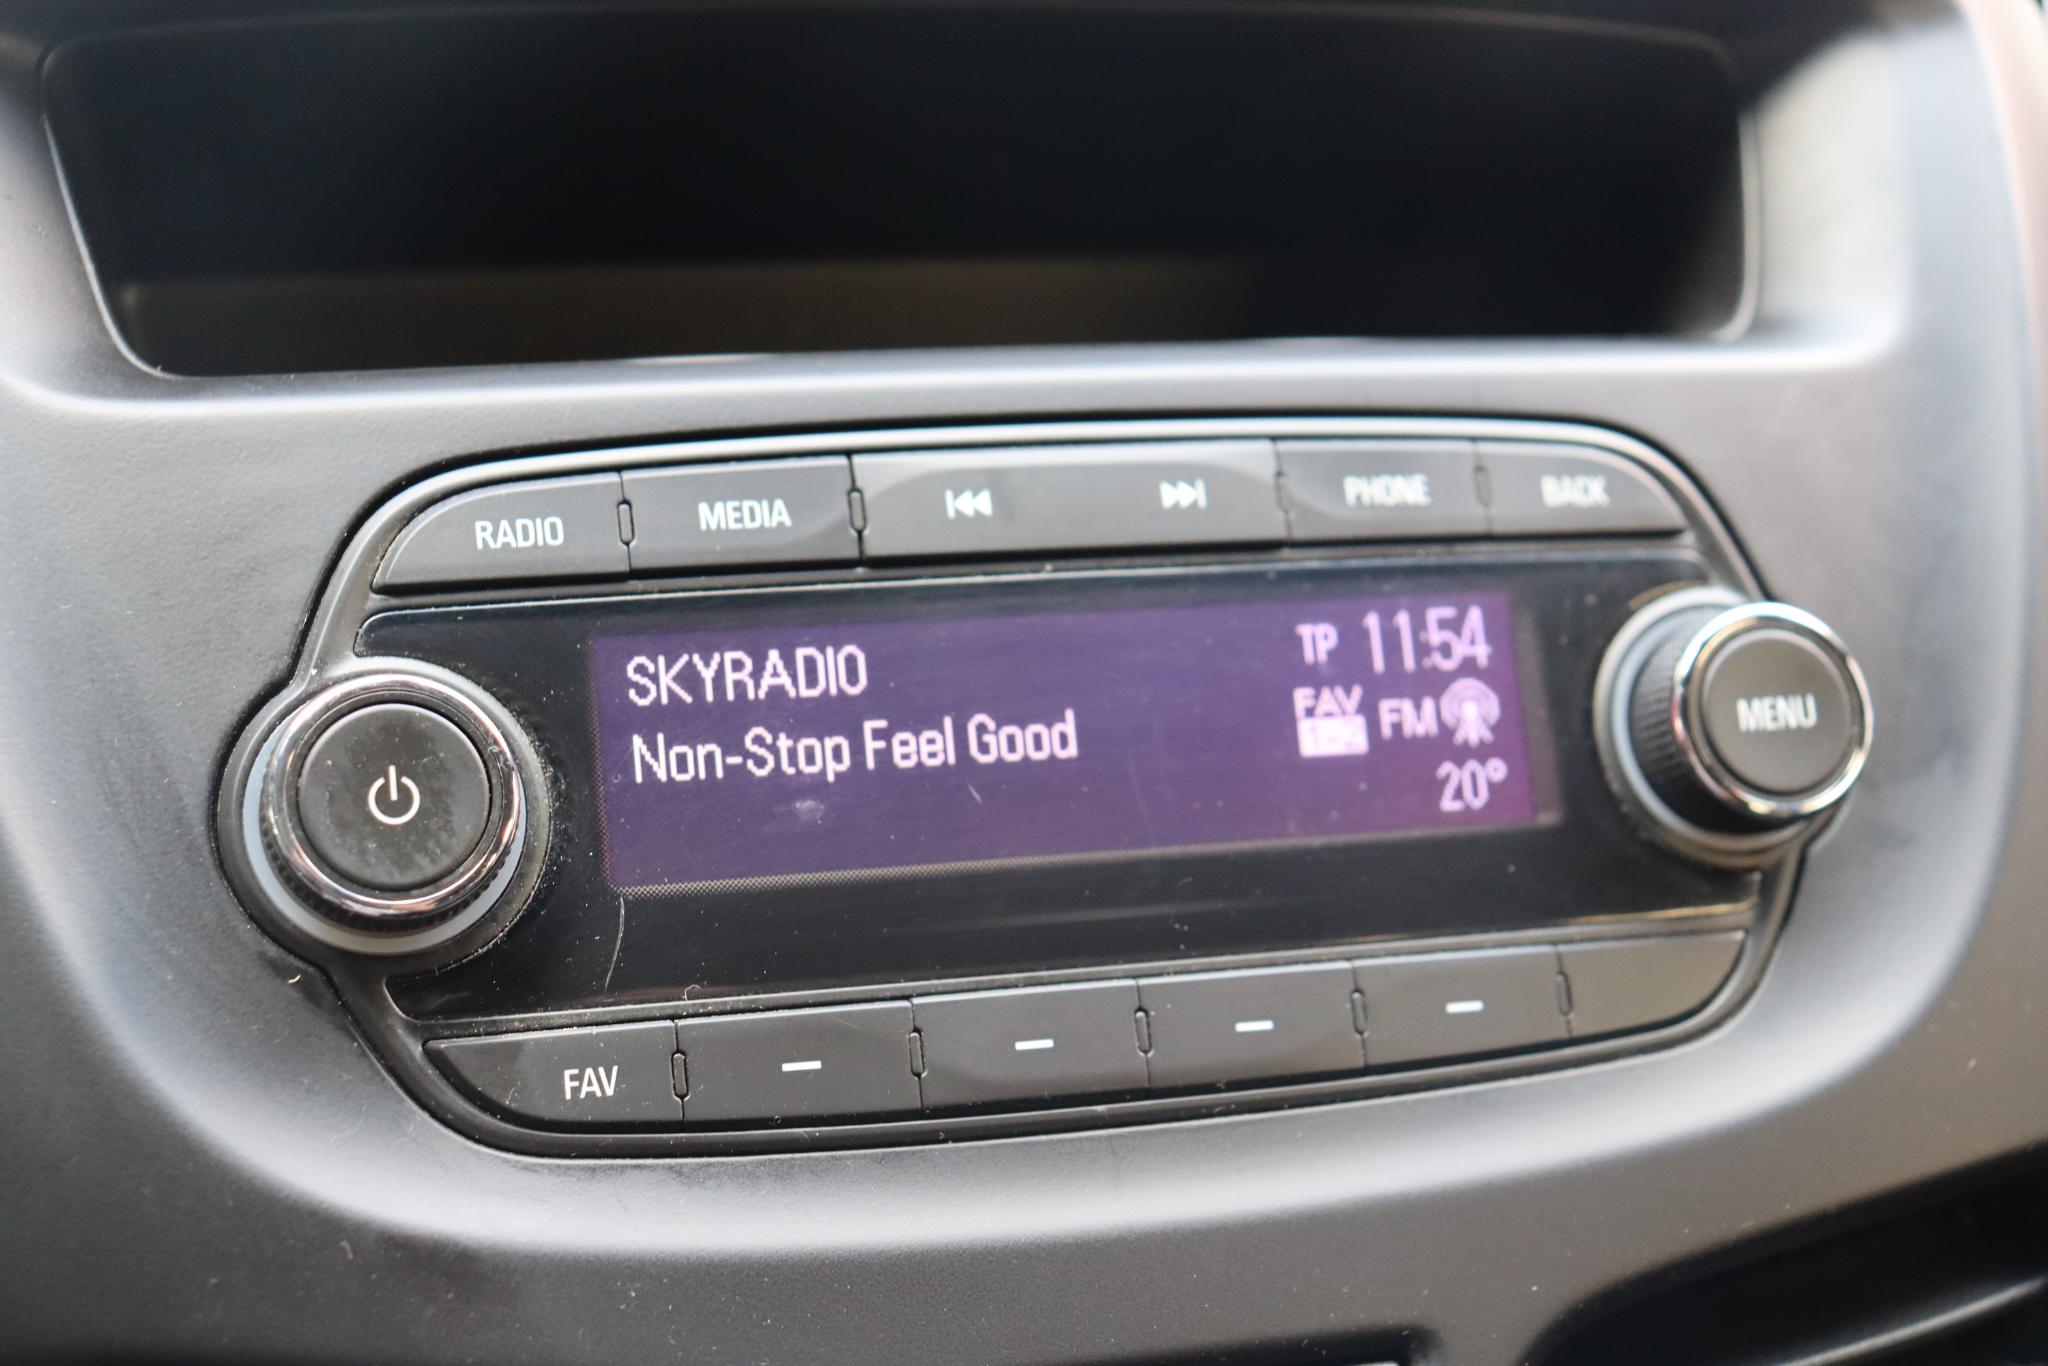 RADIO
MEDIA
PHONE
BACK
SKYRADIO
TP 11:54
Non-Stop Feel Good
FAV FM
20°
MENU
FAV